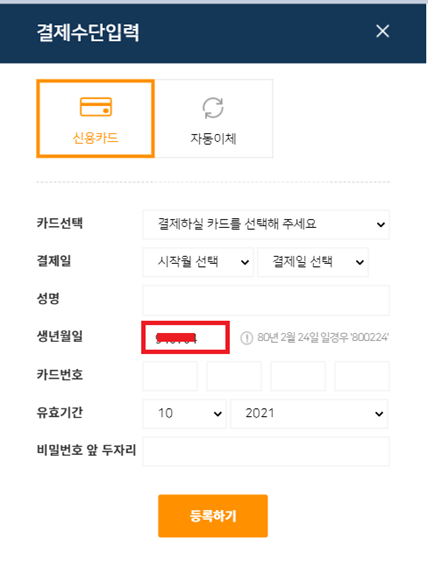 결제수단입력
신용카드 자동이체
카드선택 결제하실 카드를 선택해 주세요
결제일 시작월 선택 결제일 선택
성명
생년월일 80년 2월 24일 일경우 '800224'
카드번호
유효기간 10 2021
비밀번호 앞 두자리
등록하기